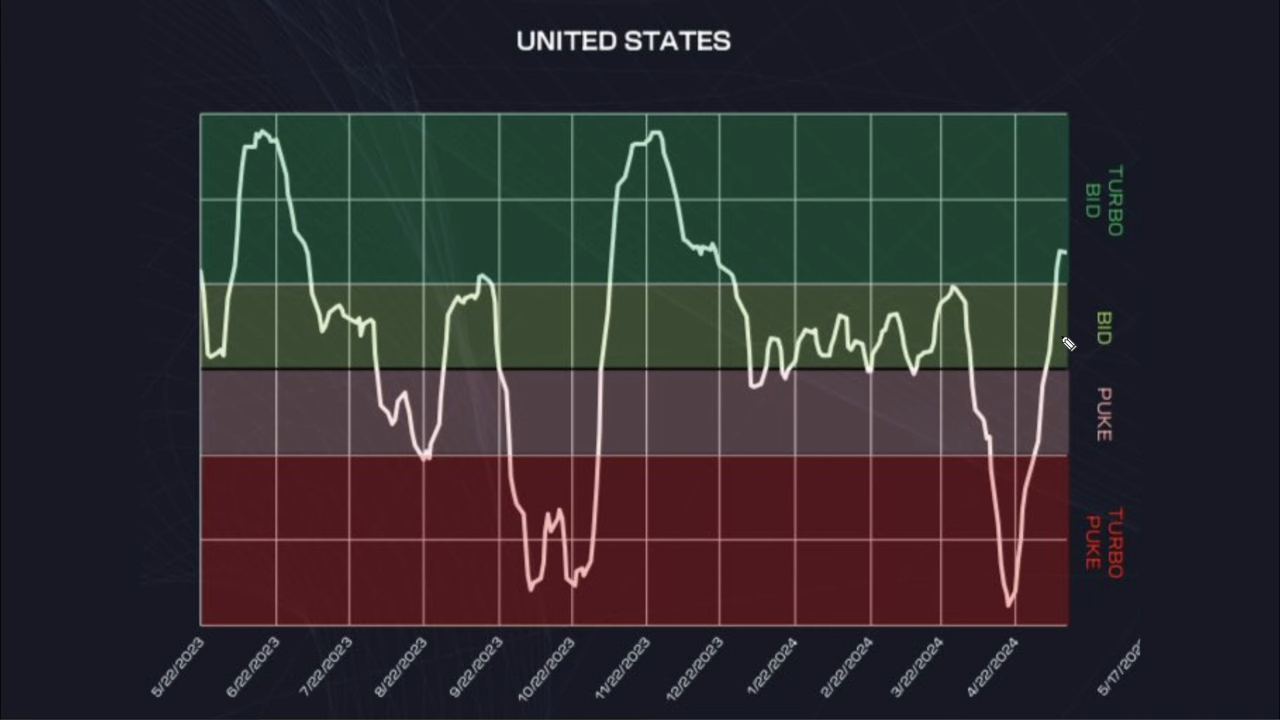 UNITED STATES
TURBO
BID
BID
PUKE
TURBO
PUKE
5/22/2023
6/22/2023
7/22/2023
8/22/2023
9/22/2023
10/22/2023
11/22/2023
12/22/2023
1/22/2024
2/22/2024
3/22/2024
4/22/2024